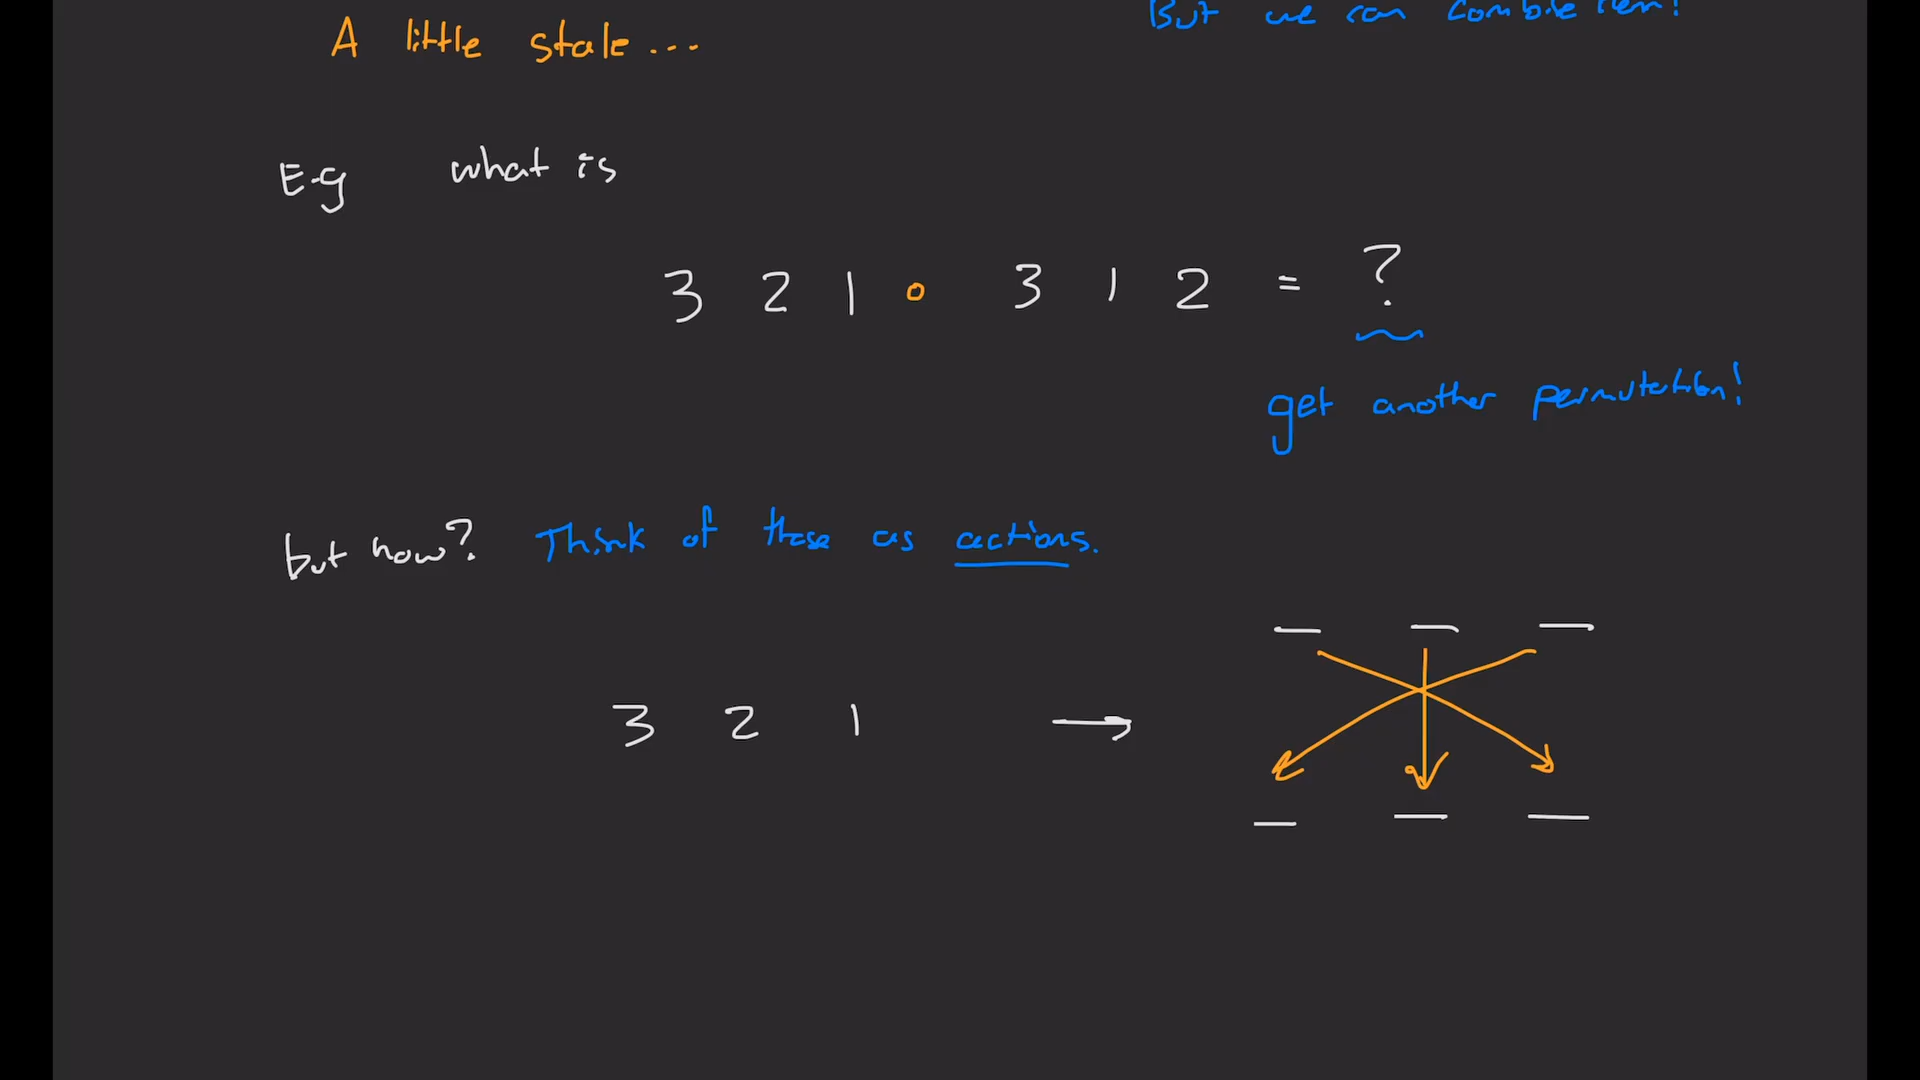 A little stale...
But we can combine them!
E.g what is
3 2 1 ∘ 3 1 2 = ?
get another permutation!
but how? Think of these as actions.
3 2 1 →